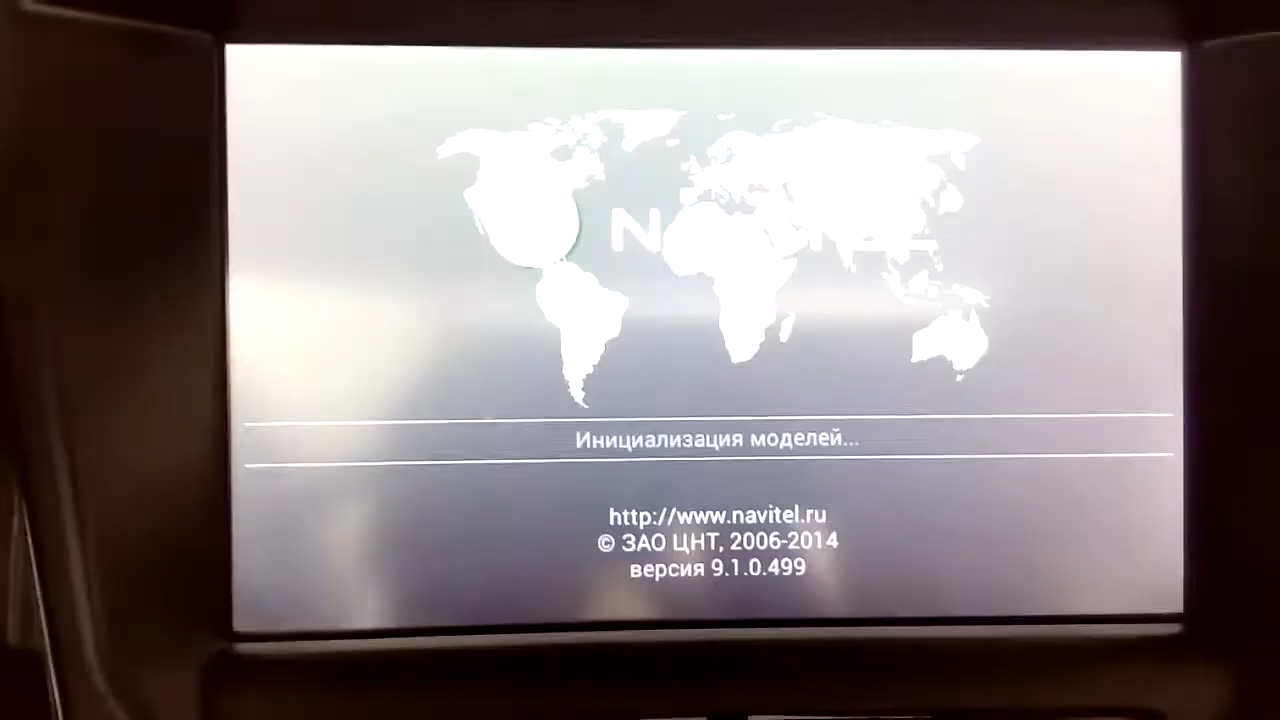 Инициализация моделей...
http://www.navitel.ru
© ЗАО ЦНТ, 2006-2014
версия 9.1.0.499